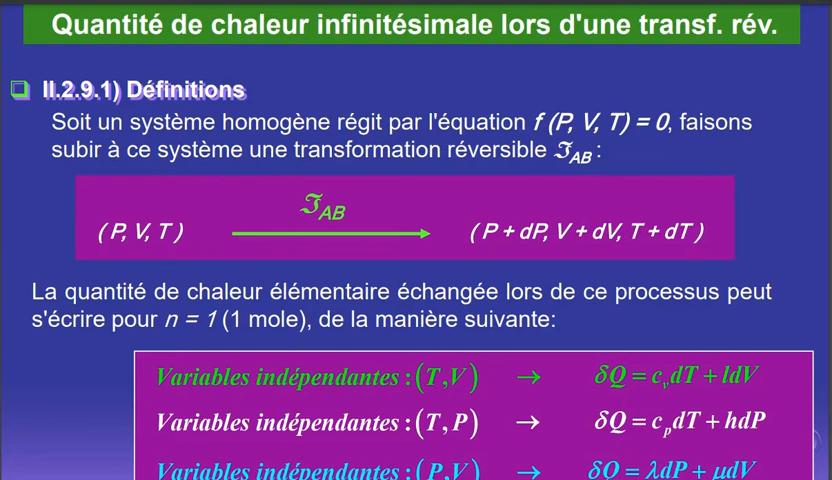 Quantité de chaleur infinitésimale lors d'une transf. rév.
II.2.9.1) Définitions
Soit un système homogène régit par l'équation f (P, V, T) = 0, faisons
subir à ce système une transformation réversible ℑAB :
ℑAB
( P, V, T ) ( P + dP, V + dV, T + dT )
La quantité de chaleur élémentaire échangée lors de ce processus peut
s'écrire pour n = 1 (1 mole), de la manière suivante:
Variables indépendantes : (T,V) → δQ = cvdT + ldV
Variables indépendantes : (T,P) → δQ = cpdT + hdP
Variables indépendantes : (P,V) → δQ = λdP + μdV